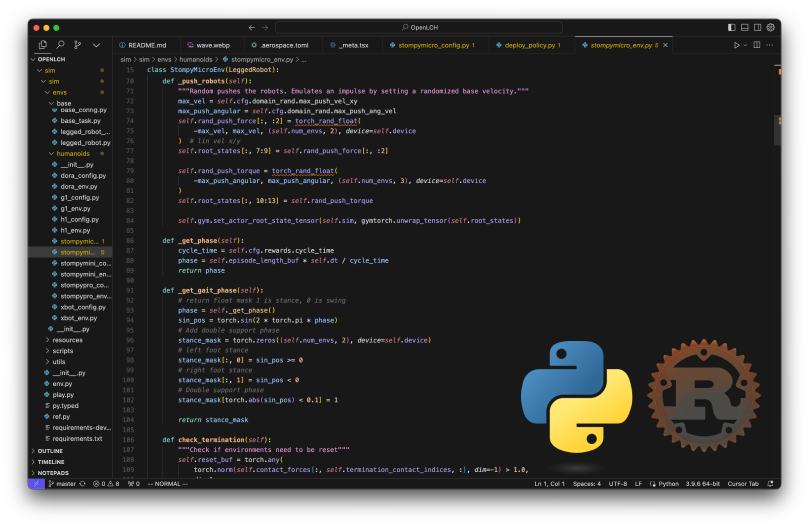 OpenLCH
README.md
wave.webp
.aerospace.toml
_meta.tsx
stompymicro_config.py 1
deploy_policy.py 1
stompymicro_env.py 8
sim > sim > envs > humanoids > stompymicro_env.py > ...
OPENLCH
sim
sim
envs
base
base_config.py
base_task.py
legged_robot_...
legged_robot.py
humanoids
__init__.py
dora_config.py
dora_env.py
g1_config.py
g1_env.py
h1_config.py
h1_env.py
stompymic... 1
stompymi...
stompymini_co...
stompymini_en...
stompypro_co...
stompypro_env...
xbot_config.py
xbot_env.py
__init__.py
resources
scripts
utils
__init__.py
env.py
play.py
py.typed
ref.py
requirements-dev...
requirements.txt
OUTLINE
TIMELINE
NOTEPADS
15 class StompyMicroEnv(LeggedRobot):
70 def _push_robots(self):
71 """Random pushes the robots. Emulates an impulse by setting a randomized base velocity."""
72 max_vel = self.cfg.domain_rand.max_push_vel_xy
73 max_push_angular = self.cfg.domain_rand.max_push_ang_vel
74 self.rand_push_force[:, :2] = torch_rand_float(
75 -max_vel, max_vel, (self.num_envs, 2), device=self.device
76 ) # lin vel x/y
77 self.root_states[:, 7:9] = self.rand_push_force[:, :2]
78
79 self.rand_push_torque = torch_rand_float(
80 -max_push_angular, max_push_angular, (self.num_envs, 3), device=self.device
81 )
82 self.root_states[:, 10:13] = self.rand_push_torque
83
84 self.gym.set_actor_root_state_tensor(self.sim, gymtorch.unwrap_tensor(self.root_states))
85
86 def _get_phase(self):
87 cycle_time = self.cfg.rewards.cycle_time
88 phase = self.episode_length_buf * self.dt / cycle_time
89 return phase
90
91 def _get_gait_phase(self):
92 # return float mask 1 is stance, 0 is swing
93 phase = self._get_phase()
94 sin_pos = torch.sin(2 * torch.pi * phase)
95 # Add double support phase
96 stance_mask = torch.zeros((self.num_envs, 2), device=self.device)
97 # left foot stance
98 stance_mask[:, 0] = sin_pos >= 0
99 # right foot stance
100 stance_mask[:, 1] = sin_pos < 0
101 # Double support phase
102 stance_mask[torch.abs(sin_pos) < 0.1] = 1
103
104 return stance_mask
105
106 def check_termination(self):
107 """Check if environments need to be reset"""
108 self.reset_buf = torch.any(
109 torch.norm(self.contact_forces[:, self.termination_contact_indices, :], dim=-1) > 1.0,
R
master 0 8 0 -- NORMAL -- Ln 1, Col 1 Spaces: 4 UTF-8 LF Python 3.9.6 64-bit Cursor Tab